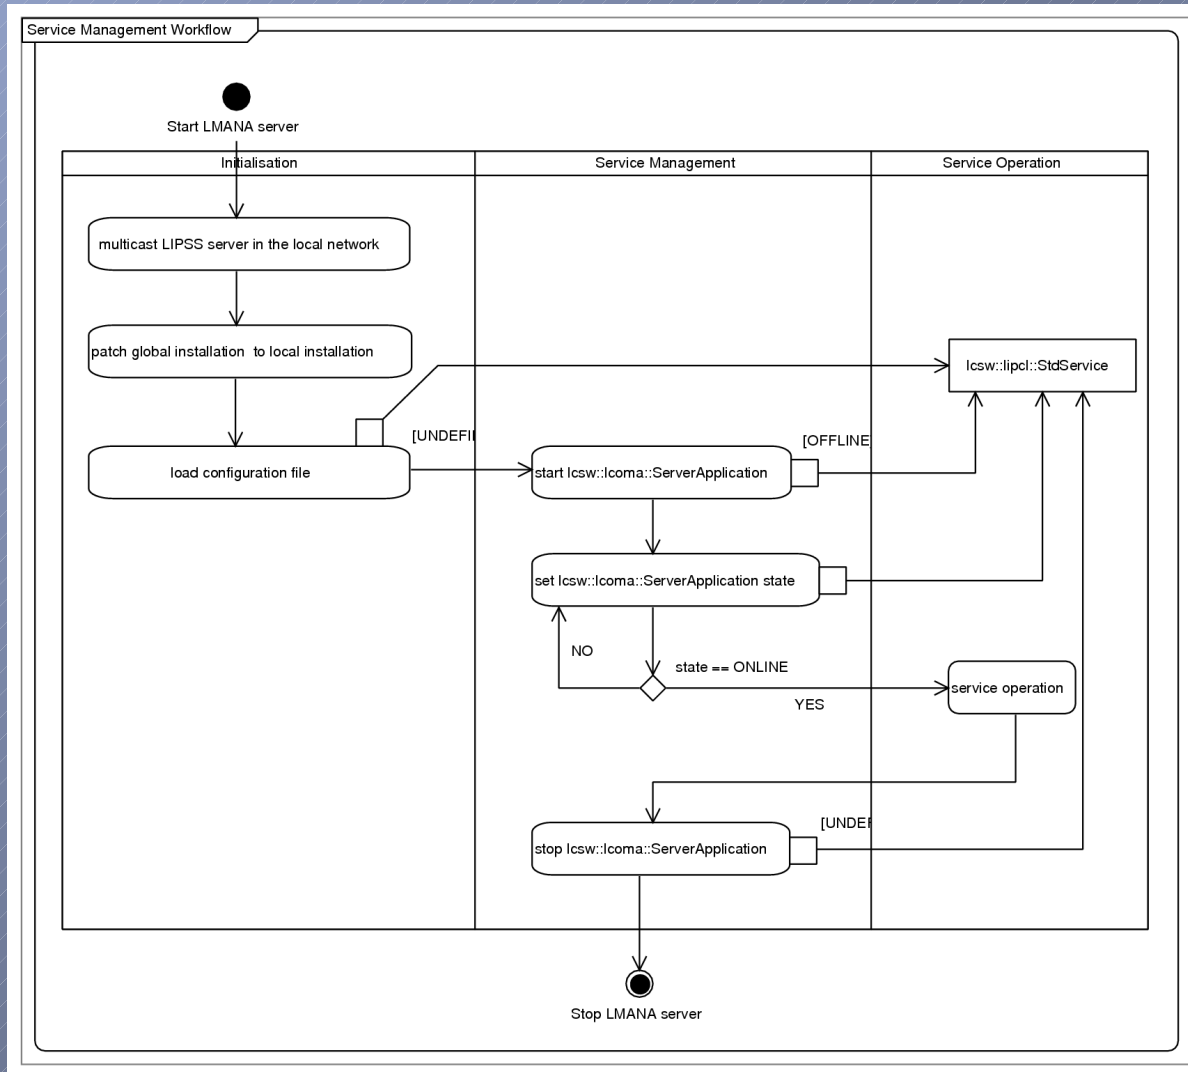 Service Management Workflow
Start LMANA server
Initialisation
Service Management
Service Operation
multicast LIPSS server in the local network
patch global installation  to local installation
lcsw::lipcl::StdService
[UNDEFI
[OFFLINE
load configuration file
start lcsw::lcoma::ServerApplication
set lcsw::lcoma::ServerApplication state
NO
state == ONLINE
service operation
YES
[UNDEF
stop lcsw::lcoma::ServerApplication
Stop LMANA server